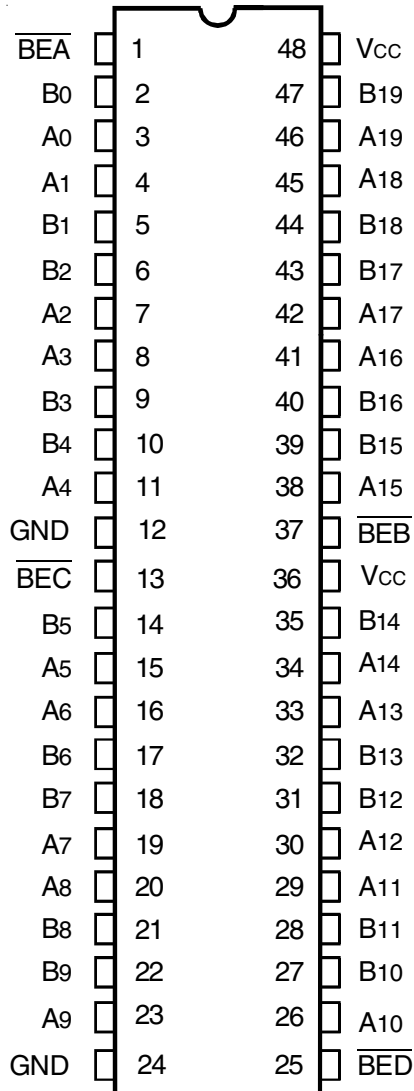 BEA 1 48 VCC
B0 2 47 B19
A0 3 46 A19
A1 4 45 A18
B1 5 44 B18
B2 6 43 B17
A2 7 42 A17
A3 8 41 A16
B3 9 40 B16
B4 10 39 B15
A4 11 38 A15
GND 12 37 BEB
BEC 13 36 VCC
B5 14 35 B14
A5 15 34 A14
A6 16 33 A13
B6 17 32 B13
B7 18 31 B12
A7 19 30 A12
A8 20 29 A11
B8 21 28 B11
B9 22 27 B10
A9 23 26 A10
GND 24 25 BED